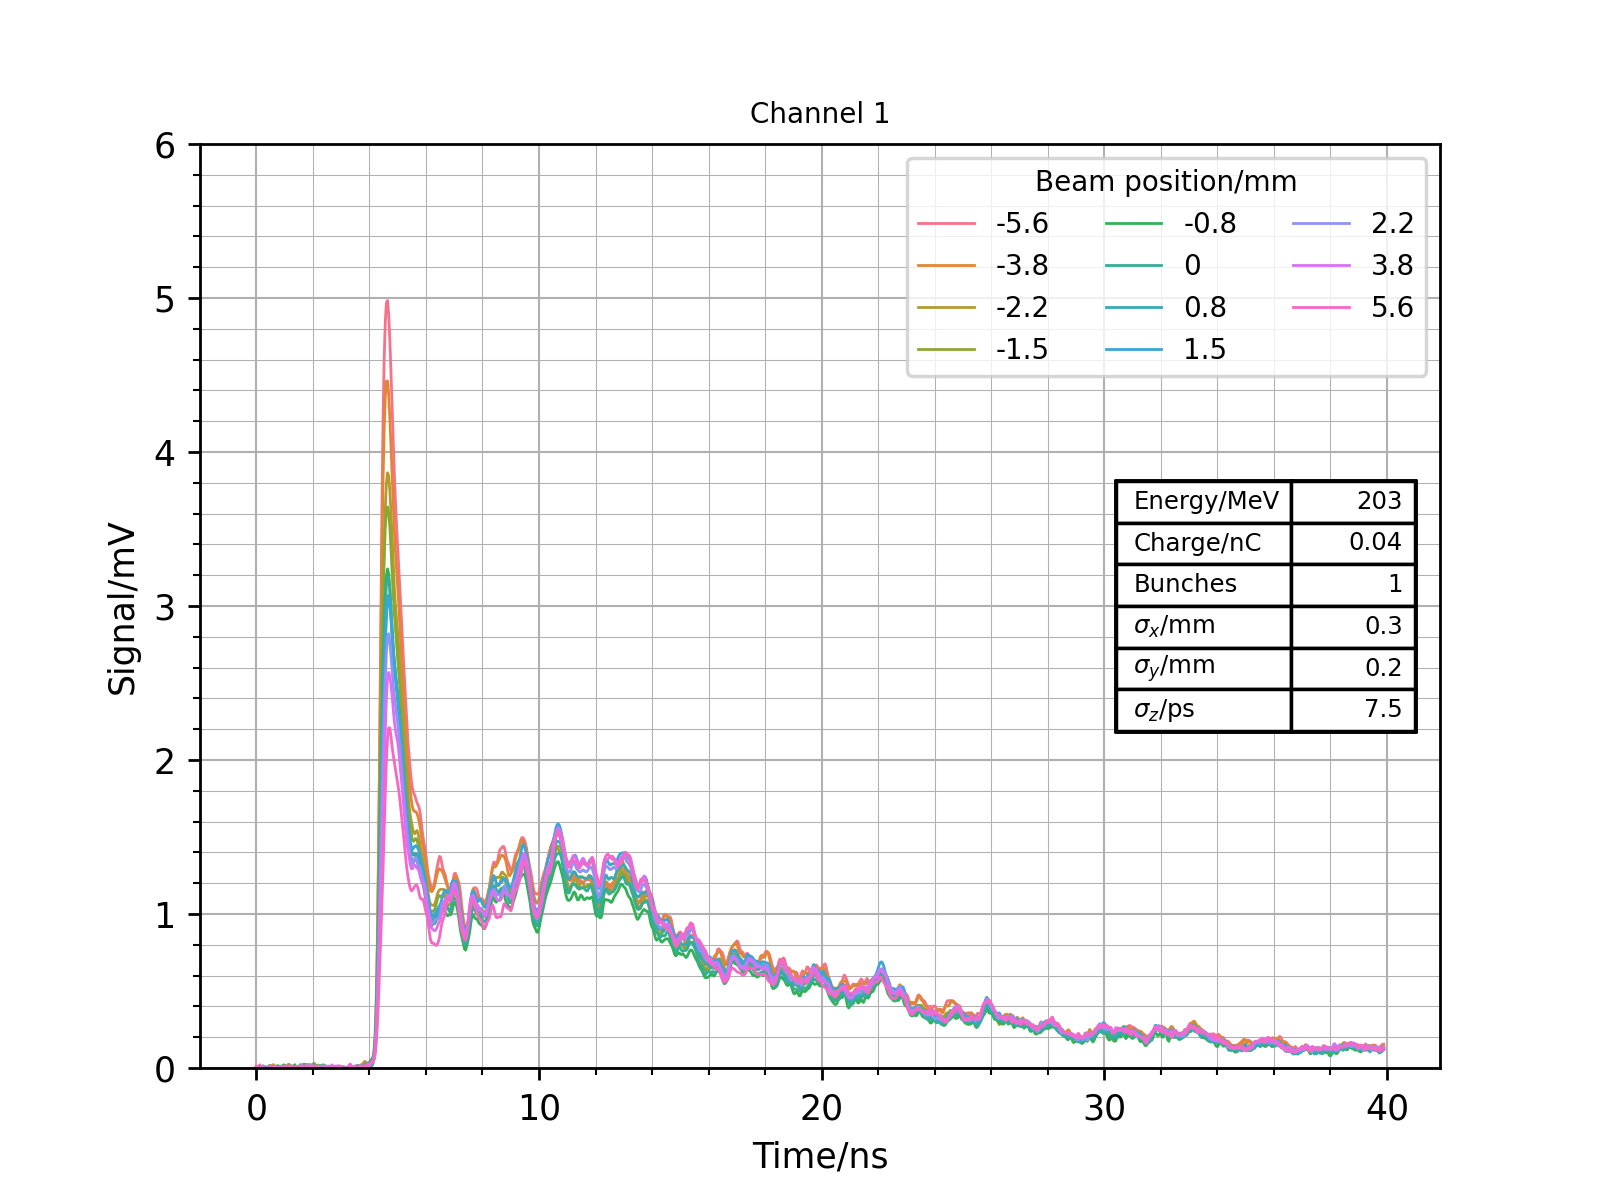 Channel 1
6
5
4
3
2
1
0
Signal/mV
0 10 20 30 40
Time/ns
Beam position/mm
-5.6 -0.8 2.2
-3.8 0 3.8
-2.2 0.8 5.6
-1.5 1.5
Energy/MeV 203
Charge/nC 0.04
Bunches 1
σx/mm 0.3
σy/mm 0.2
σz/ps 7.5